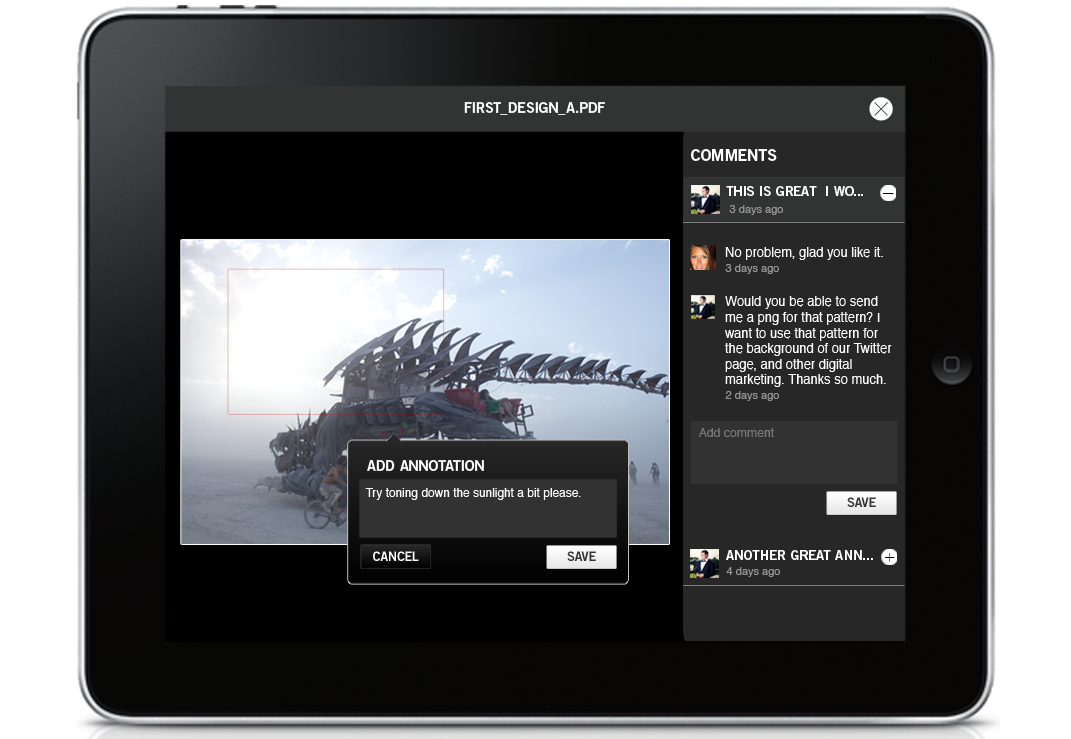 FIRST_DESIGN_A.PDF
COMMENTS
THIS IS GREAT  I WO...
3 days ago
No problem, glad you like it.
3 days ago
Would you be able to send
me a png for that pattern? I
want to use that pattern for
the background of our Twitter
page, and other digital
marketing. Thanks so much.
2 days ago
Add comment
SAVE
ANOTHER GREAT ANN...
4 days ago
ADD ANNOTATION
Try toning down the sunlight a bit please.
CANCEL
SAVE